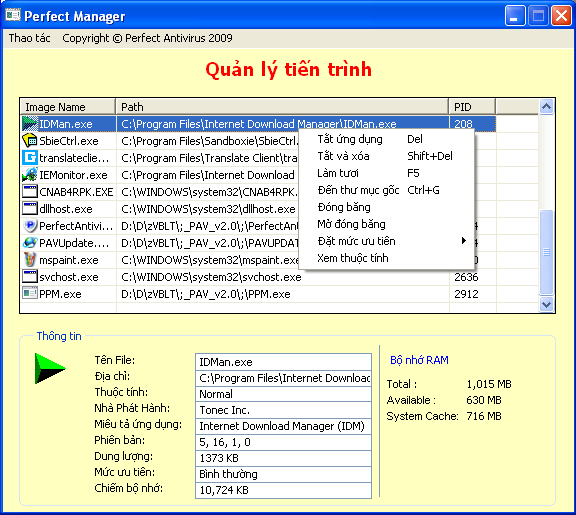 Perfect Manager
Thao tác Copyright © Perfect Antivirus 2009
Quản lý tiến trình
Image Name Path PID
IDMan.exe C:\Program Files\Internet Download Manager\IDMan.exe 208
SbieCtrl.exe C:\Program Files\Sandboxie\SbieCtrl.exe
translateclie... C:\Program Files\Translate Client\tra
IEMonitor.exe C:\Program Files\Internet Download
CNAB4RPK.EXE C:\WINDOWS\system32\CNAB4RPK.E
dllhost.exe C:\WINDOWS\system32\dllhost.exe
PerfectAntivi... D:\D\zVBLT\;_PAV_v2.0\;\PerfectAnt 4
PAVUpdate.... D:\D\zVBLT\;_PAV_v2.0\;\PAVUPDAT
mspaint.exe C:\WINDOWS\system32\mspaint.exe
svchost.exe C:\WINDOWS\system32\svchost.exe 2636
PPM.exe D:\D\zVBLT\;_PAV_v2.0\;\PPM.exe 2912
Tắt ứng dụng Del
Tắt và xóa Shift+Del
Làm tươi F5
Đến thư mục gốc Ctrl+G
Đóng băng
Mở đóng băng
Đặt mức ưu tiên
Xem thuộc tính
Thông tin
Tên File: IDMan.exe
Địa chỉ: C:\Program Files\Internet Downloac
Thuộc tính: Normal
Nhà Phát Hành: Tonec Inc.
Miêu tả ứng dụng: Internet Download Manager (IDM)
Phiên bản: 5, 16, 1, 0
Dung lượng: 1373 KB
Mức ưu tiên: Bình thường
Chiếm bộ nhớ: 10,724 KB
Bộ nhớ RAM
Total : 1,015 MB
Available : 630 MB
System Cache: 716 MB